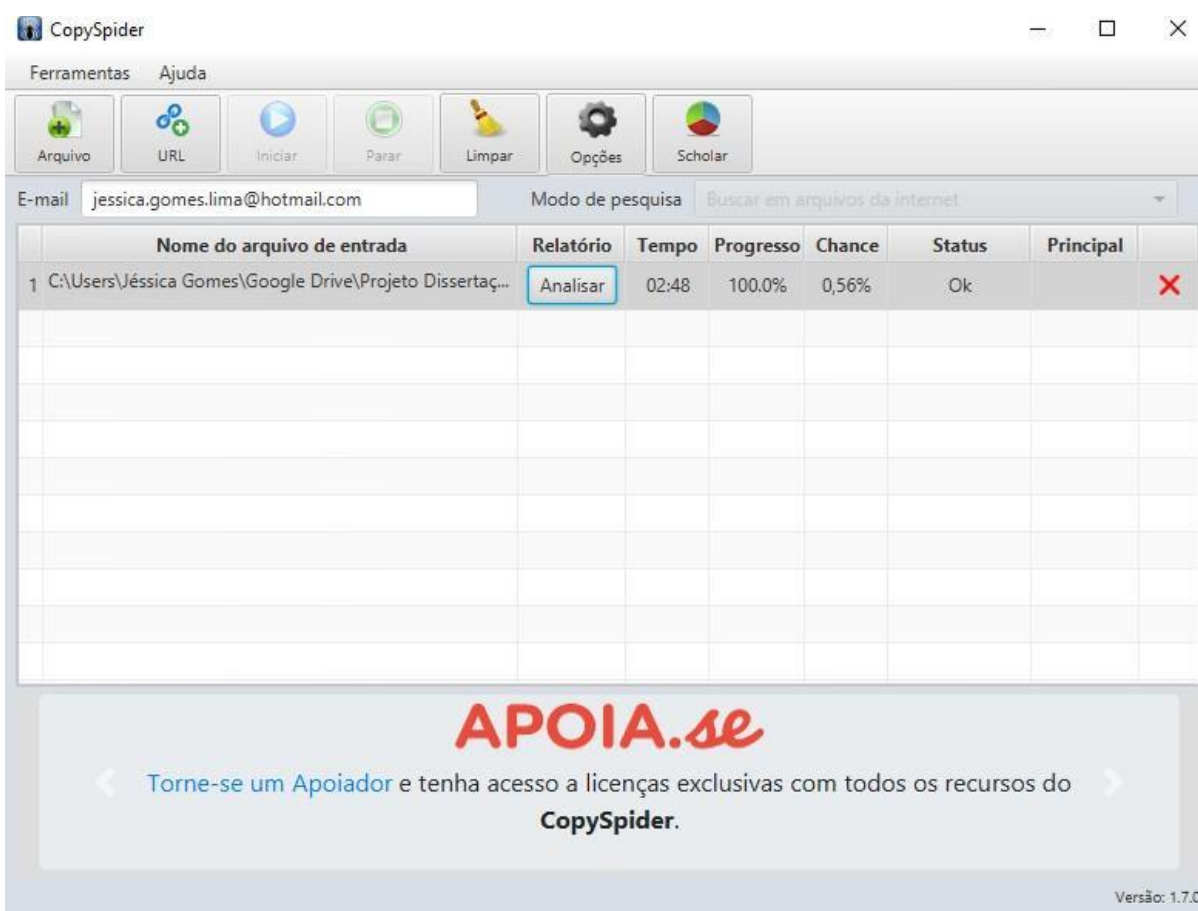 CopySpider
Ferramentas Ajuda
Arquivo URL Iniciar Parar Limpar Opções Scholar
E-mail jessica.gomes.lima@hotmail.com Modo de pesquisa Buscar em arquivos da internet
Nome do arquivo de entrada Relatório Tempo Progresso Chance Status Principal
1 C:\Users\Jéssica Gomes\Google Drive\Projeto Dissertaç... Analisar 02:48 100.0% 0,56% Ok
APOIA.se
Torne-se um Apoiador e tenha acesso a licenças exclusivas com todos os recursos do
CopySpider.
Versão: 1.7.0